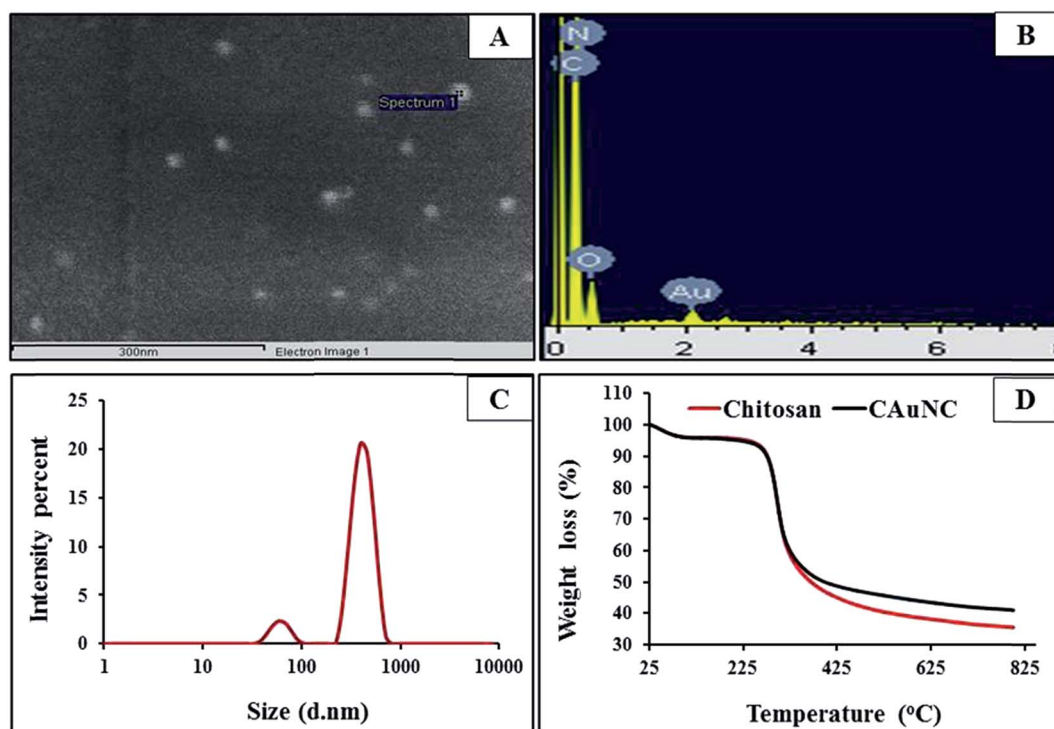 A
Spectrum 1
300nm
Electron Image 1
B
N
C
O
Au
0 2 4 6
C
25
20
15
10
5
0
Intensity percent
1 10 100 1000 10000
Size (d.nm)
D
Chitosan CAuNC
110
100
90
80
70
60
50
40
30
Weight loss (%)
25 225 425 625 825
Temperature (ºC)